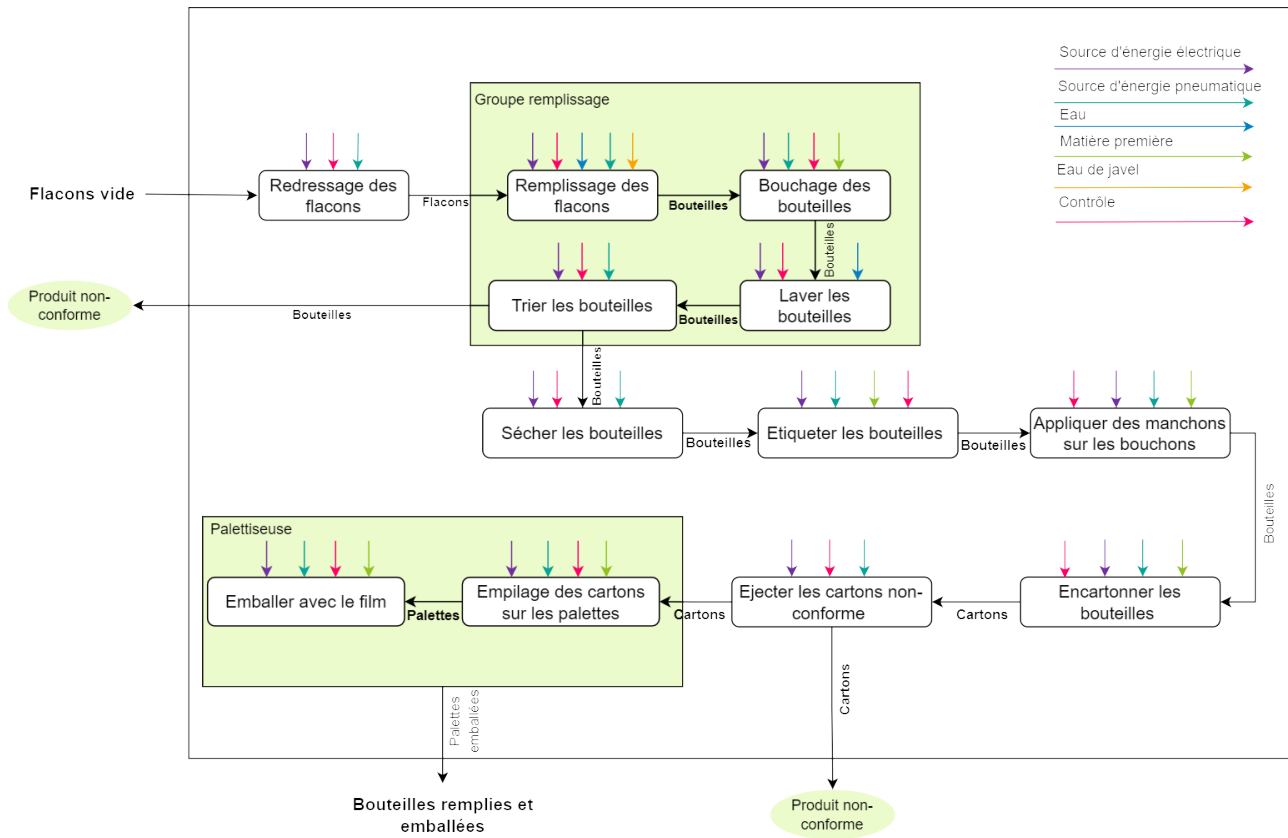 Source d'énergie électrique
Source d'énergie pneumatique
Eau
Matière première
Eau de javel
Contrôle
Groupe remplissage
Flacons vide
Redressage des
flacons
Flacons
Remplissage des
flacons
Bouteilles
Bouchage des
bouteilles
Bouteilles
Produit non-
conforme
Bouteilles
Trier les bouteilles
Bouteilles
Laver les
bouteilles
Bouteilles
Sécher les bouteilles
Bouteilles
Etiqueter les bouteilles
Bouteilles
Appliquer des manchons
sur les bouchons
Bouteilles
Palettiseuse
Emballer avec le film
Palettes
Empilage des cartons
sur les palettes
Cartons
Ejecter les cartons non-
conforme
Cartons
Encartonner les
bouteilles
Cartons
Palettes
emballées
Bouteilles remplies et
emballées
Produit non-
conforme